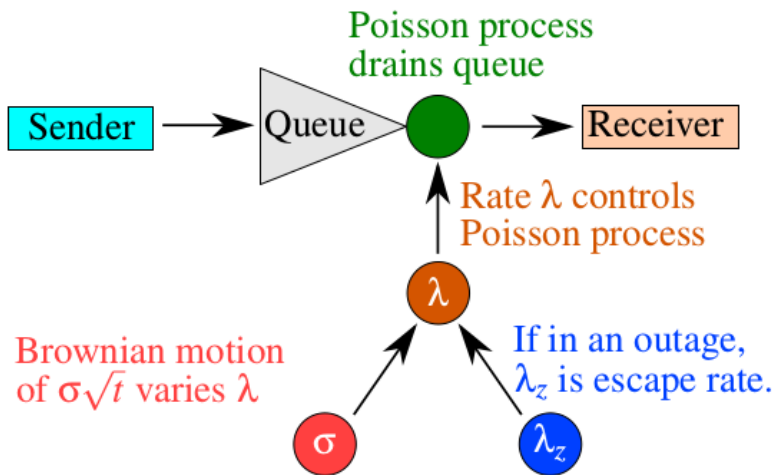 Poisson process
drains queue
Sender
Queue
Receiver
Rate λ controls
Poisson process
λ
Brownian motion
of σ√t varies λ
If in an outage,
λz is escape rate.
σ
λz